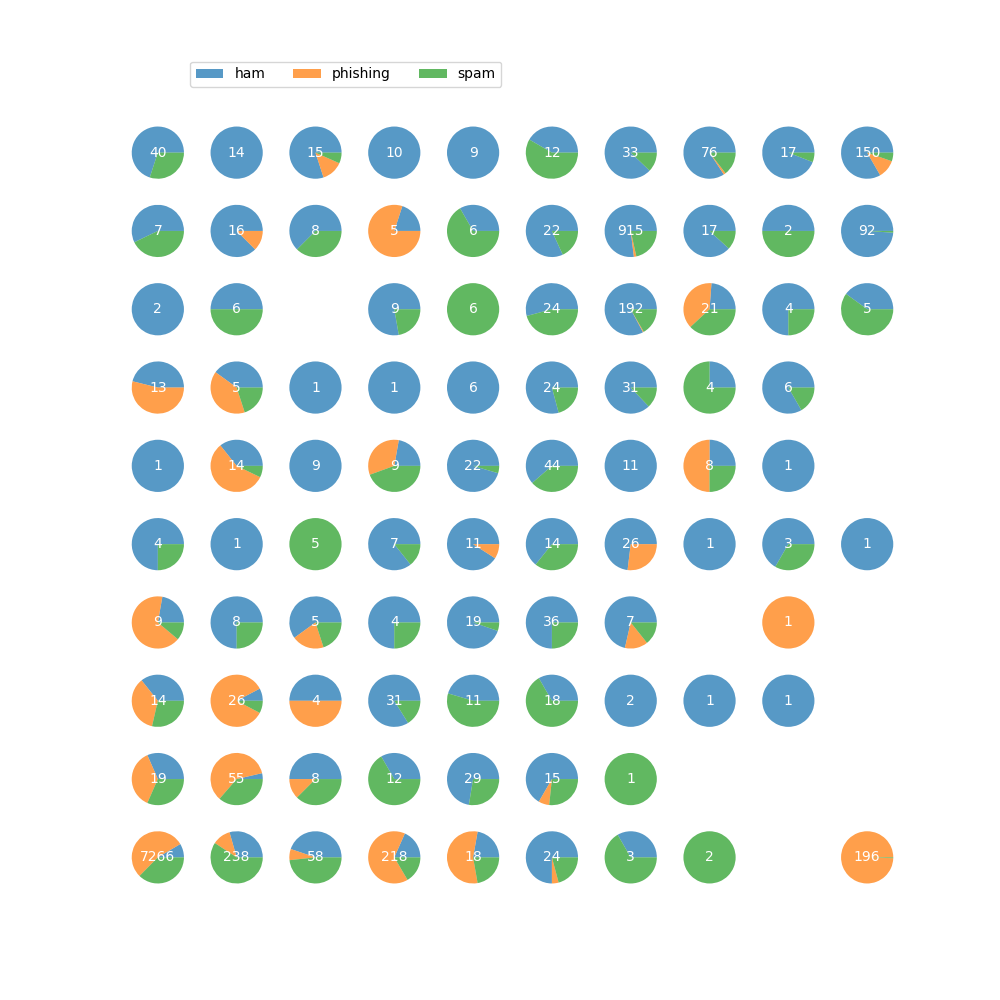 ham phishing spam
40 14 15 10 9 12 33 76 17 150
7 16 8 5 6 22 915 17 2 92
2 6 9 6 24 192 21 4 5
13 5 1 1 6 24 31 4 6
1 14 9 9 22 44 11 8 1
4 1 5 7 11 14 26 1 3 1
9 8 5 4 19 36 7 1
14 26 4 31 11 18 2 1 1
19 55 8 12 29 15 1
7266 238 58 218 18 24 3 2 196